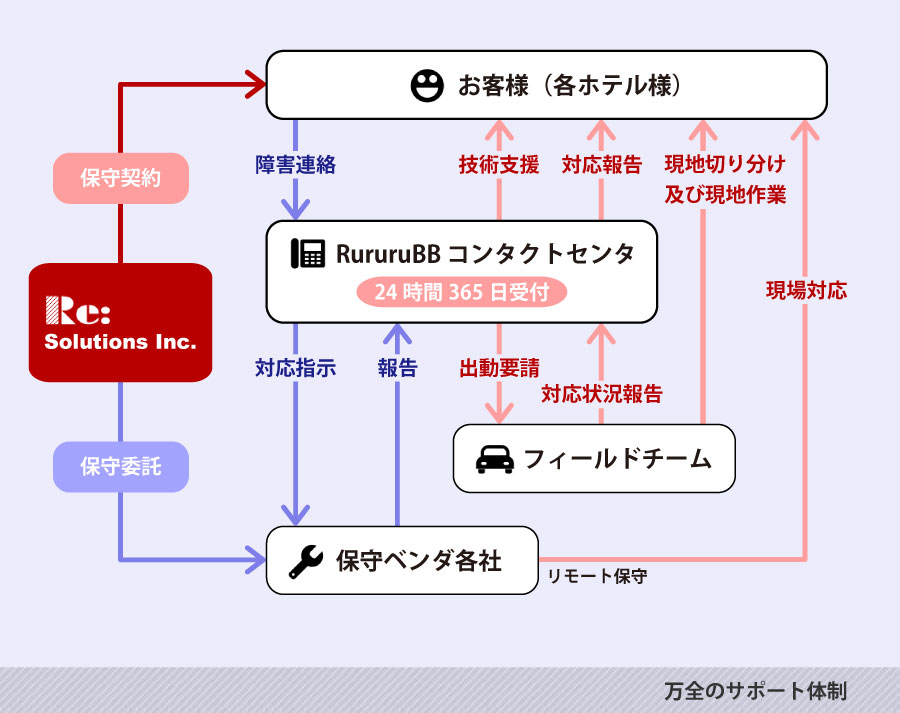 お客様（各ホテル様）
保守契約
障害連絡
技術支援
対応報告
現地切り分け
及び現地作業
RururuBB コンタクトセンタ
24 時間 365 日受付
現場対応
Re:
Solutions Inc.
対応指示
報告
出動要請
対応状況報告
保守委託
フィールドチーム
保守ベンダ各社
リモート保守
万全のサポート体制